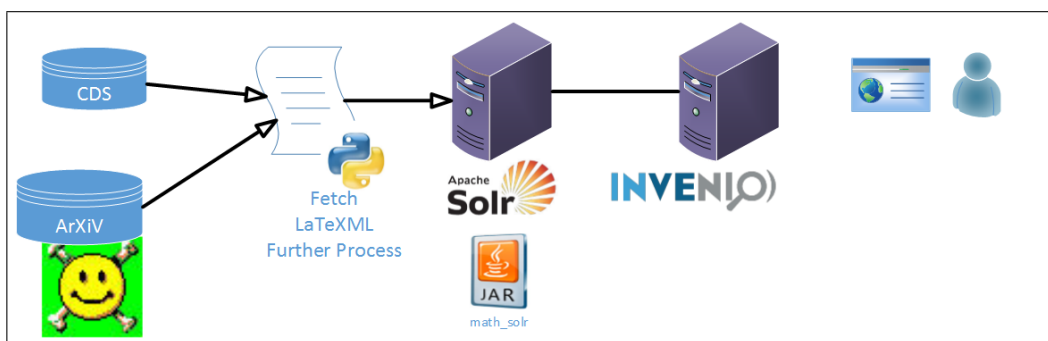 CDS
ArXiV
Fetch
LaTeXML
Further Process
Apache
Solr
JAR
math_solr
INVENIO